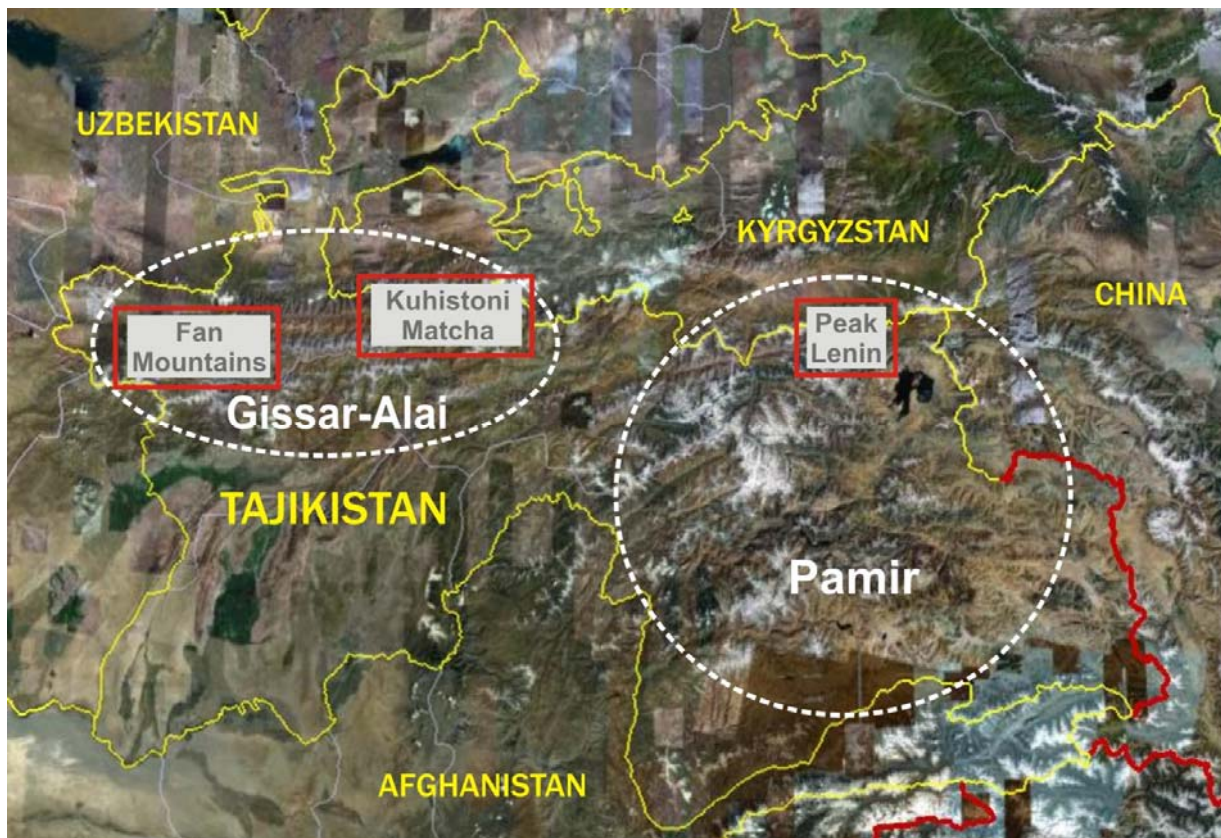 UZBEKISTAN
KYRGYZSTAN
CHINA
Kuhistoni
Matcha
Fan
Mountains
Peak
Lenin
Gissar-Alai
TAJIKISTAN
Pamir
AFGHANISTAN